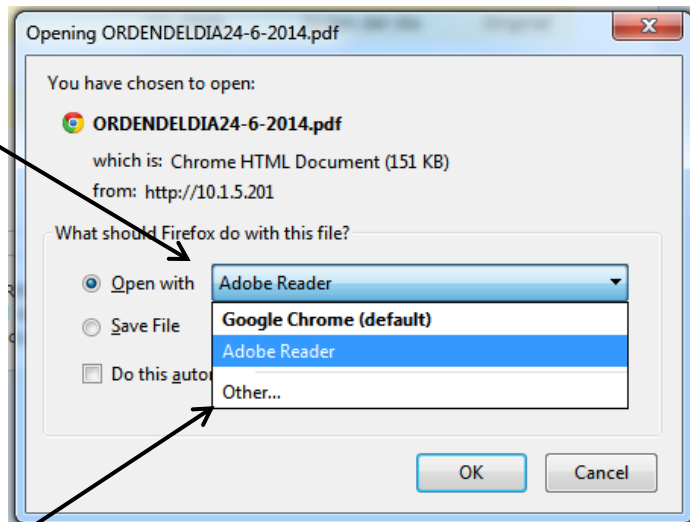 Opening ORDENDELDIA24-6-2014.pdf
You have chosen to open:
ORDENDELDIA24-6-2014.pdf
which is: Chrome HTML Document (151 KB)
from: http://10.1.5.201
What should Firefox do with this file?
Open with Adobe Reader
Save File
Google Chrome (default)
Adobe Reader
Do this
Other...
OK Cancel